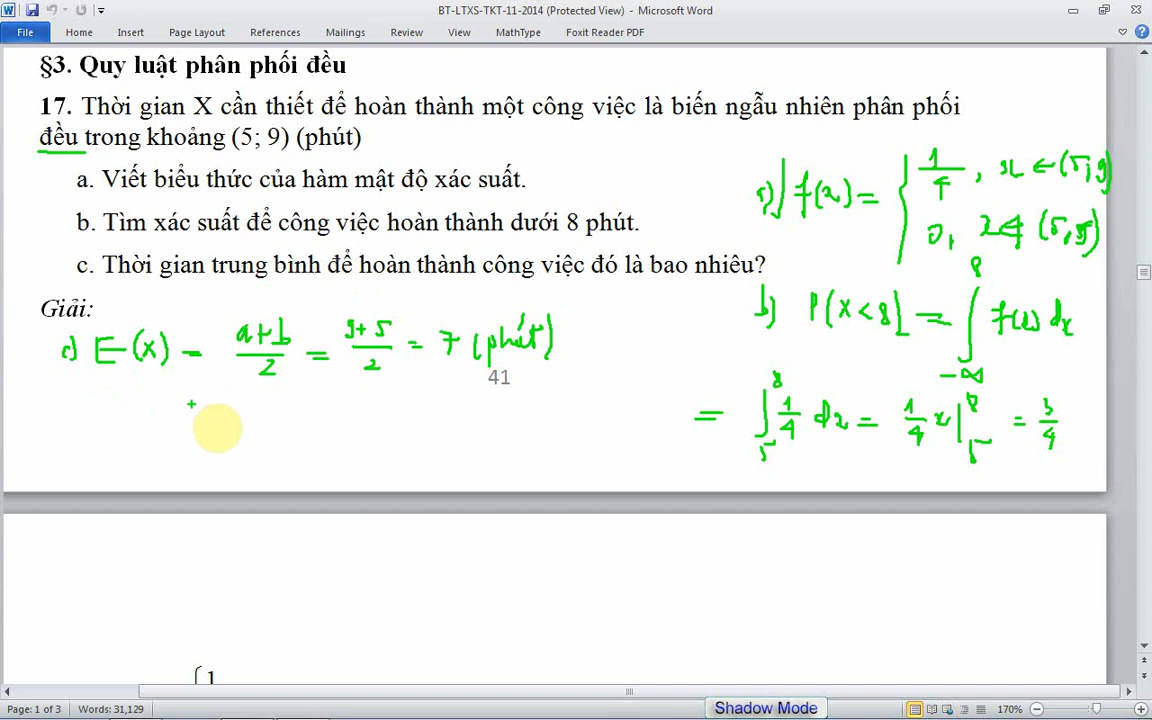 BT-LTXS-TKT-11-2014 (Protected View) - Microsoft Word
File Home Insert Page Layout References Mailings Review View MathType Foxit Reader PDF
§3. Quy luật phân phối đều
17. Thời gian X cần thiết để hoàn thành một công việc là biến ngẫu nhiên phân phối
đều trong khoảng (5; 9) (phút)
a. Viết biểu thức của hàm mật độ xác suất.
b. Tìm xác suất để công việc hoàn thành dưới 8 phút.
c. Thời gian trung bình để hoàn thành công việc đó là bao nhiêu?
f(x) = { 1/4 , x ∈ (5,9)
0, x ∉ (5,9)
Giải:
b) P(X < 8) = ∫_{-∞}^{8} f(x) dx
= ∫_5^8 1/4 dx = 1/4 x |_5^8 = 3/4
c) E(X) = a+b/2 = 9+5/2 = 7 (phút)
41
{ 1
Page: 1 of 3 Words: 31,129 Shadow Mode 170%